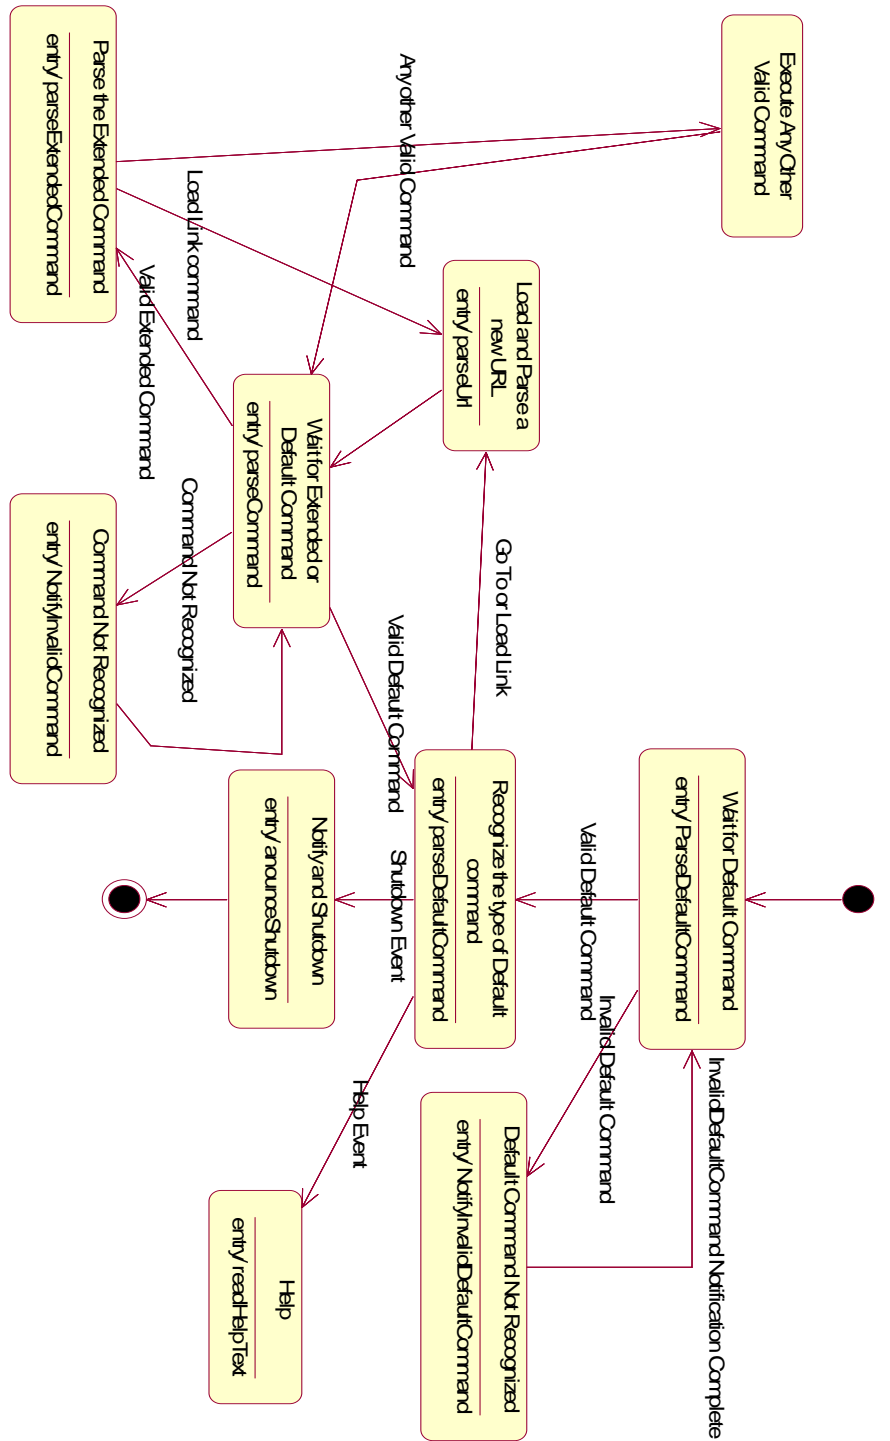 Execute Any Other
Valid Command
Any other Valid Command
Parse the Extended Command
entry/ parseExtendedCommand
Load Link command
Valid Extended Command
Load and Parse a
new URL
entry/ parseUrl
Wait for Extended or
Default Command
entry/ parseCommand
Command Not Recognized
Command Not Recognized
entry/ NotifyInvalidCommand
Go To or Load Link
Valid Default Command
Wait for Default Command
entry/ ParseDefaultCommand
Valid Default Command
Invalid Default Command
InvalidDefaultCommand Notification Complete
Recognize the type of Default
command
entry/ parseDefaultCommand
Shutdown Event
Notify and Shutdown
entry/ anounceShutdown
Help Event
Default Command Not Recognized
entry/ NotifyInvalidDefaultCommand
Help
entry/ readHelpText